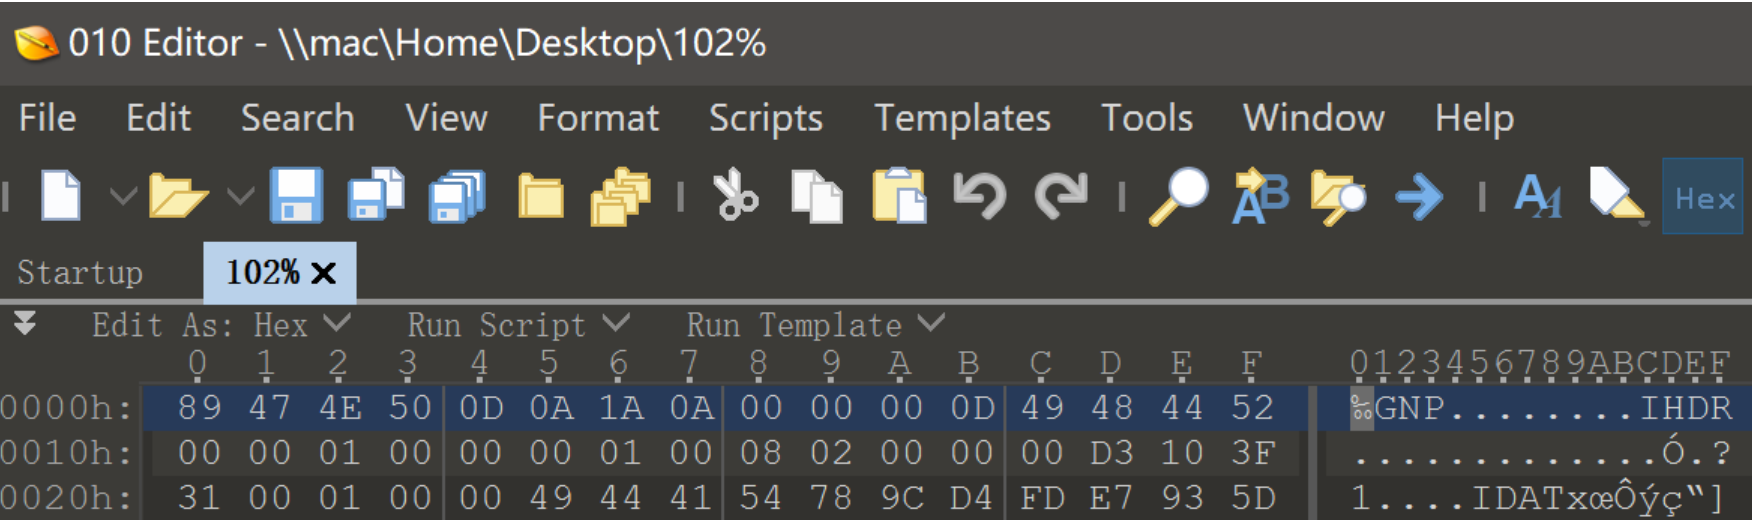 010 Editor - \\mac\Home\Desktop\102%
File Edit Search View Format Scripts Templates Tools Window Help
AB AA Hex
Startup 102%
Edit As: Hex Run Script Run Template
0 1 2 3 4 5 6 7 8 9 A B C D E F 0123456789ABCDEF
0000h: 89 47 4E 50 0D 0A 1A 0A 00 00 00 0D 49 48 44 52 ‰GNP........IHDR
0010h: 00 00 01 00 00 00 01 00 08 02 00 00 00 D3 10 3F .............Ó.?
0020h: 31 00 01 00 00 49 44 41 54 78 9C D4 FD E7 93 5D 1....IDATxœÔýç“]